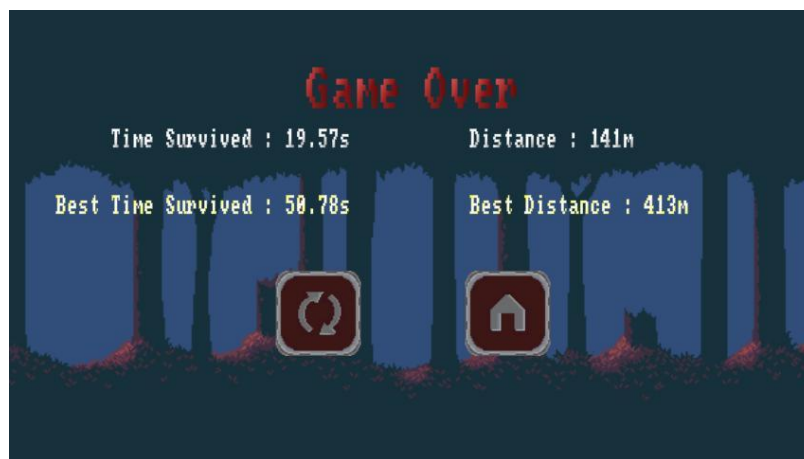 Game Over
Time Survived : 19.57s
Distance : 141m
Best Time Survived : 50.78s
Best Distance : 413m